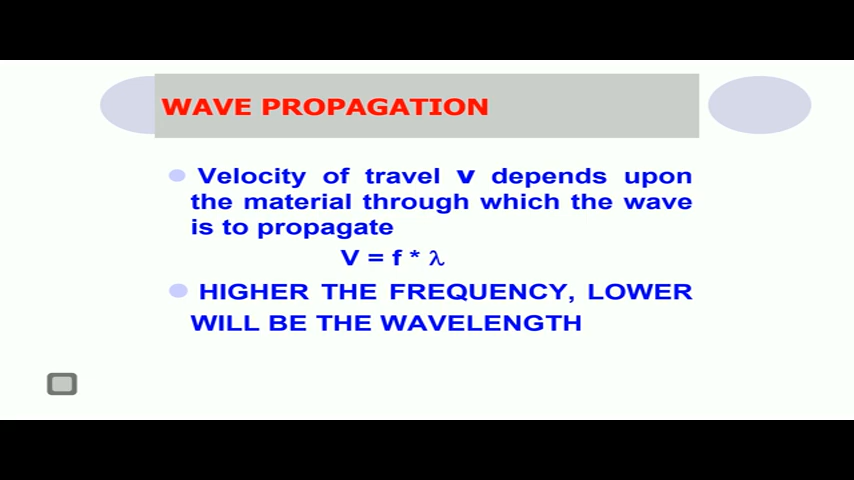 WAVE PROPAGATION
Velocity of travel v depends upon
the material through which the wave
is to propagate
V = f * λ
HIGHER THE FREQUENCY, LOWER
WILL BE THE WAVELENGTH